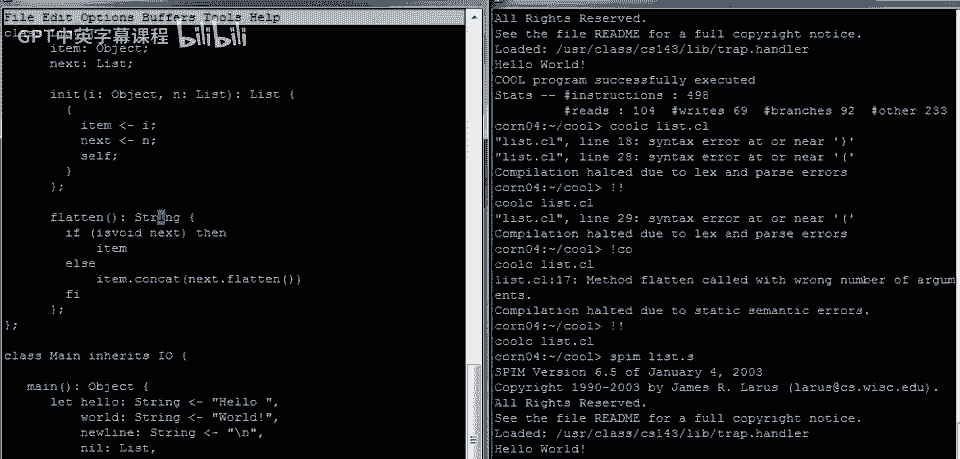 File Edit Options Buffers Tools Help
GPT中英字幕课程 bilibili
item: Object;
next: List;
init(i: Object, n: List): List {
{
item <- i;
next <- n;
self;
}
};
flatten(): String {
if (isvoid next) then
item
else
item.concat(next.flatten())
fi
};
};
class Main inherits IO {
main(): Object {
let hello: String <- "Hello ",
world: String <- "World!",
newline: String <- "\n",
nil: List,
All Rights Reserved.
See the file README for a full copyright notice.
Loaded: /usr/class/cs143/lib/trap.handler
Hello World!
COOL program successfully executed
Stats -- #instructions : 498
#reads : 104 #writes 69 #branches 92 #other 233
corn04:~/cool> coolc list.cl
"list.cl", line 18: syntax error at or near '}'
"list.cl", line 28: syntax error at or near '('
Compilation halted due to lex and parse errors
corn04:~/cool> !!
coolc list.cl
"list.cl", line 29: syntax error at or near '('
Compilation halted due to lex and parse errors
corn04:~/cool> !co
coolc list.cl
list.cl:17: Method flatten called with wrong number of argum
ents.
Compilation halted due to static semantic errors.
corn04:~/cool> !!
coolc list.cl
corn04:~/cool> spim list.s
SPIM Version 6.5 of January 4, 2003
Copyright 1990-2003 by James R. Larus (larus@cs.wisc.edu).
All Rights Reserved.
See the file README for a full copyright notice.
Loaded: /usr/class/cs143/lib/trap.handler
Hello World!